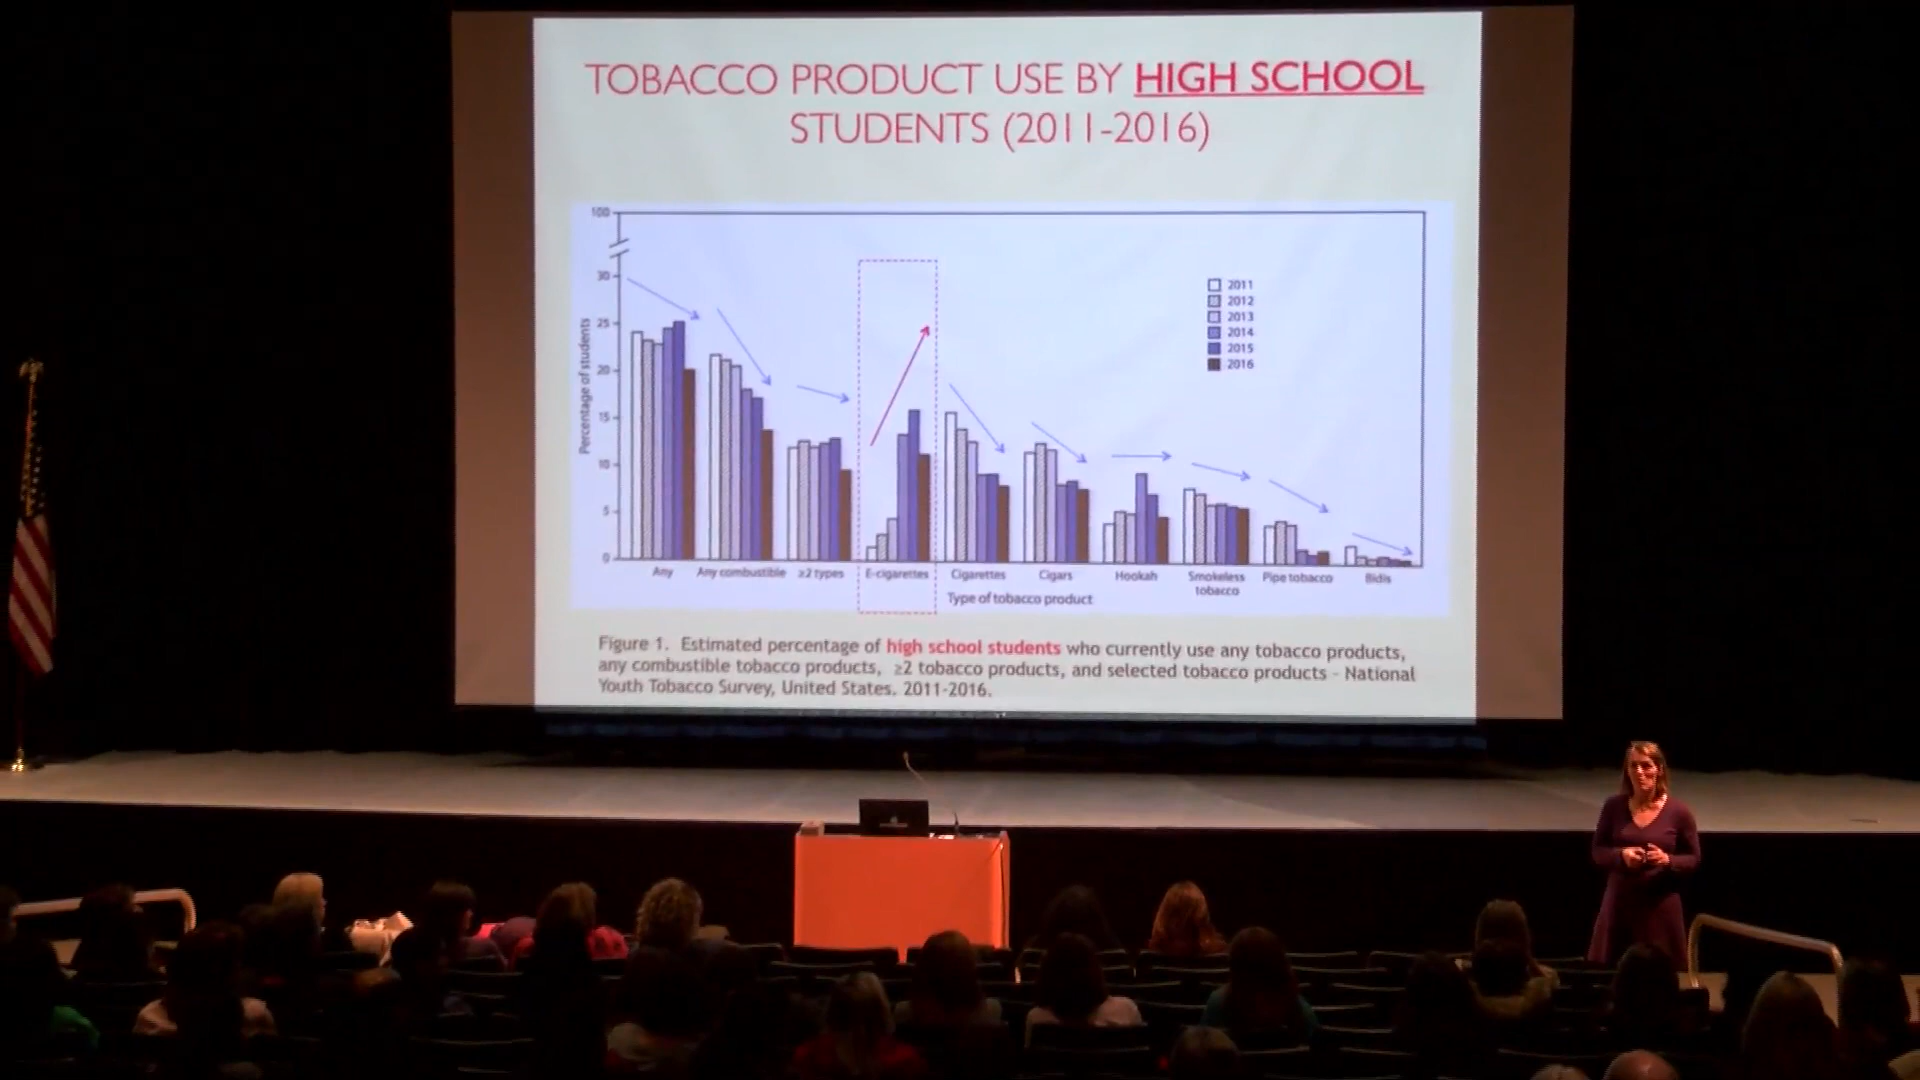 TOBACCO PRODUCT USE BY HIGH SCHOOL
STUDENTS (2011-2016)
100
30
25
20
15
10
5
0
Percentage of students
2011
2012
2013
2014
2015
2016
Any
Any combustible
≥2 types
E-cigarettes
Cigarettes
Cigars
Hookah
Smokeless
tobacco
Pipe tobacco
Bidis
Type of tobacco product
Figure 1. Estimated percentage of high school students who currently use any tobacco products,
any combustible tobacco products, ≥2 tobacco products, and selected tobacco products - National
Youth Tobacco Survey, United States. 2011-2016.